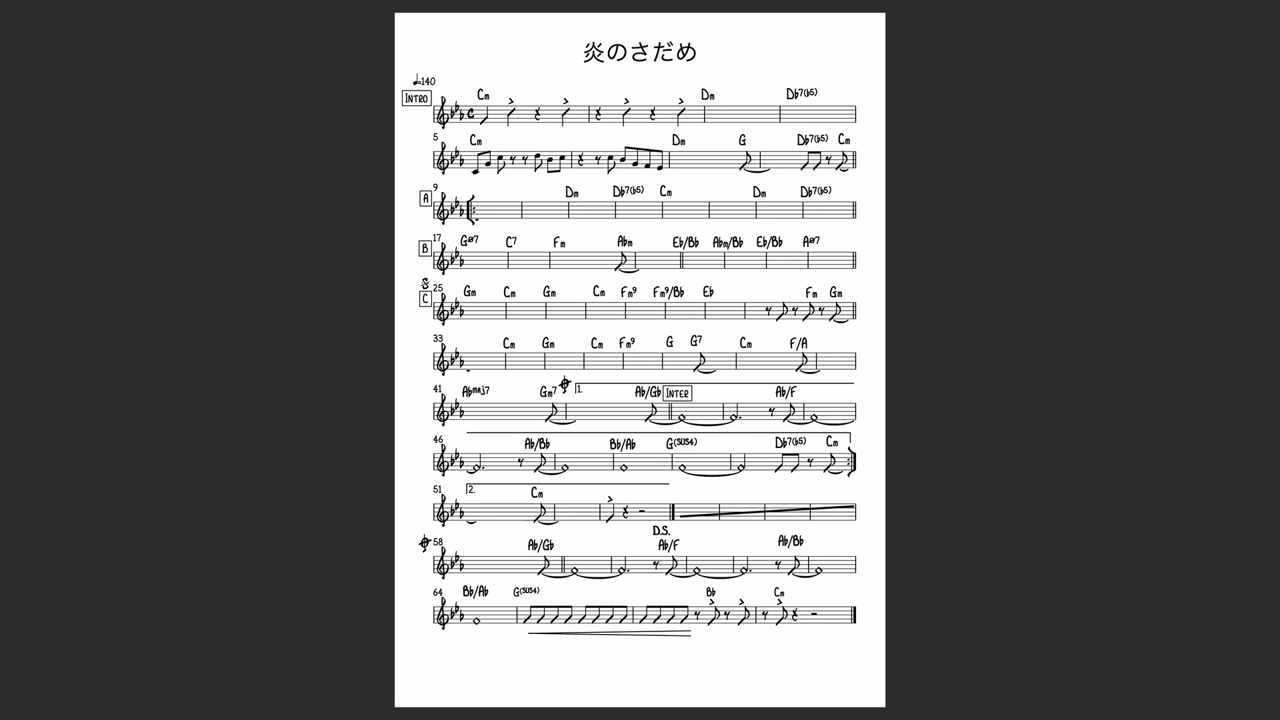 炎のさだめ
♩=140
INTRO Cm Dm D♭7(♭5)
5 Cm Dm G D♭7(♭5) Cm
A 9 Dm D♭7(♭5) Cm Dm D♭7(♭5)
B 17 Gø7 C7 Fm A♭m E♭/B♭ A♭m/B♭ E♭/B♭ Aø7
C 25 Gm Cm Gm Cm Fm9 Fm9/B♭ E♭ Fm Gm
33 Cm Gm Cm Fm9 G G7 Cm F/A
41 A♭maj7 Gm7 1. A♭/G♭ INTER A♭/F
46 A♭/B♭ B♭/A♭ G(SUS4) D♭7(♭5) Cm
51 2. Cm
D.S.
58 A♭/G♭ A♭/F A♭/B♭
64 B♭/A♭ G(SUS4) B♭ Cm